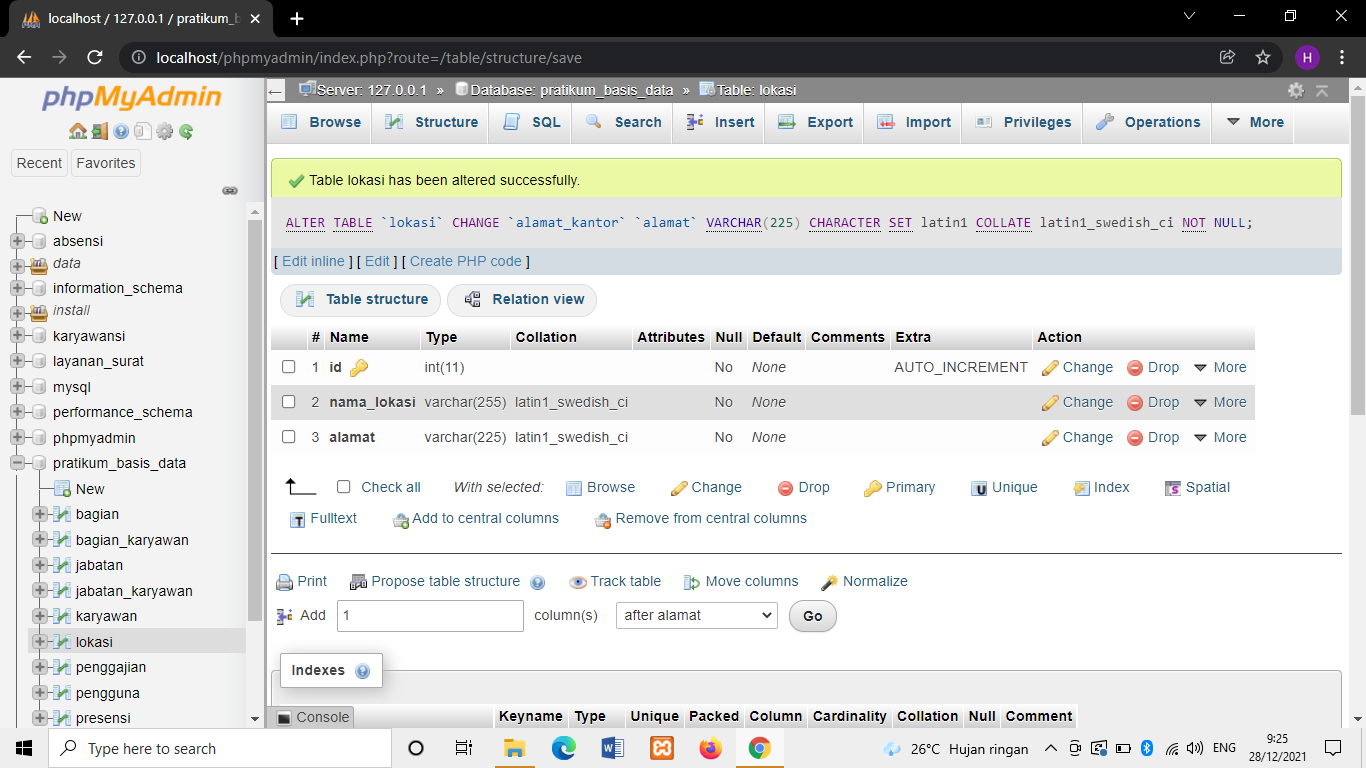 localhost / 127.0.0.1 / pratikum_b
localhost/phpmyadmin/index.php?route=/table/structure/save
H
phpMyAdmin
Recent Favorites
New
absensi
data
information_schema
install
karyawansi
layanan_surat
mysql
performance_schema
phpmyadmin
pratikum_basis_data
New
bagian
bagian_karyawan
jabatan
jabatan_karyawan
karyawan
lokasi
penggajian
pengguna
presensi
Server: 127.0.0.1 » Database: pratikum_basis_data » Table: lokasi
Browse Structure SQL Search Insert Export Import Privileges Operations More
Table lokasi has been altered successfully.
ALTER TABLE `lokasi` CHANGE `alamat_kantor` `alamat` VARCHAR(225) CHARACTER SET latin1 COLLATE latin1_swedish_ci NOT NULL;
[ Edit inline ] [ Edit ] [ Create PHP code ]
Table structure Relation view
# Name Type Collation Attributes Null Default Comments Extra Action
1 id int(11) No None AUTO_INCREMENT Change Drop More
2 nama_lokasi varchar(255) latin1_swedish_ci No None Change Drop More
3 alamat varchar(225) latin1_swedish_ci No None Change Drop More
Check all With selected: Browse Change Drop Primary Unique Index Spatial
Fulltext Add to central columns Remove from central columns
Print Propose table structure Track table Move columns Normalize
Add 1 column(s) after alamat Go
Indexes
Console
Keyname Type Unique Packed Column Cardinality Collation Null Comment
Type here to search
26°C Hujan ringan
ENG
9:25
28/12/2021